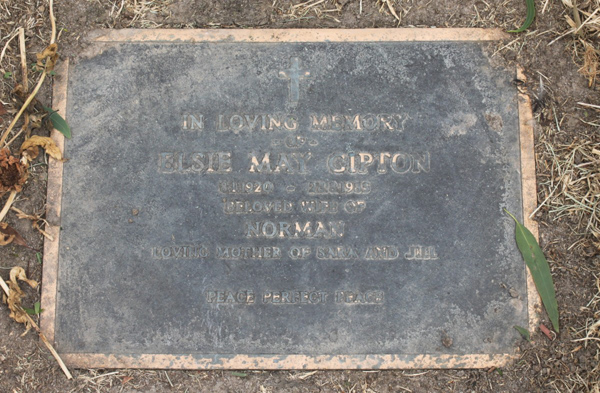 IN LOVING MEMORY
OF
ELSIE MAY GIPTON
BELOVED WIFE OF
NORMAN
LOVING MOTHER OF AND JILL
PEACE PERFECT PEACE